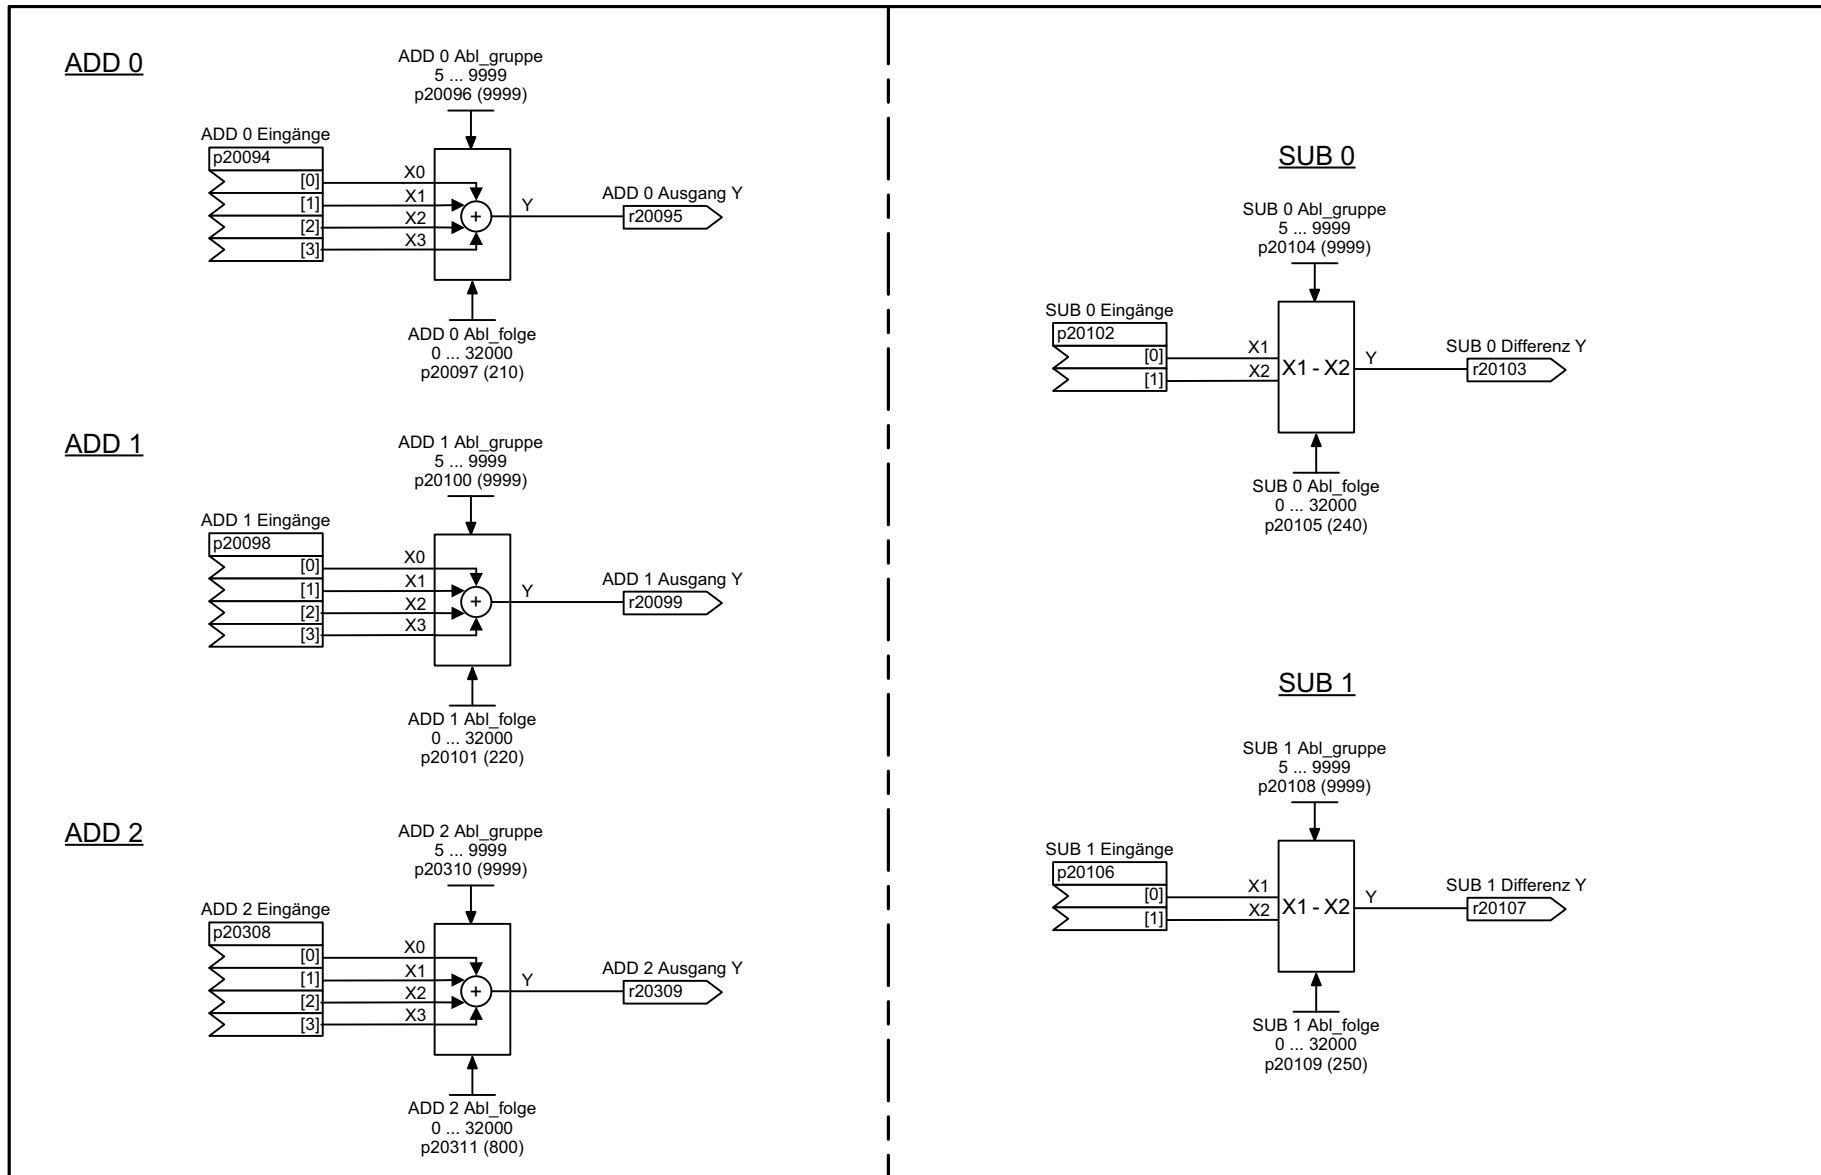 ADD 0
ADD 0 Abl_gruppe
5 ... 9999
p20096 (9999)
ADD 0 Eingänge
p20094
[0]
[1]
[2]
[3]
X0
X1
X2
X3
+
Y
ADD 0 Ausgang Y
r20095
ADD 0 Abl_folge
0 ... 32000
p20097 (210)
ADD 1
ADD 1 Abl_gruppe
5 ... 9999
p20100 (9999)
ADD 1 Eingänge
p20098
[0]
[1]
[2]
[3]
X0
X1
X2
X3
+
Y
ADD 1 Ausgang Y
r20099
ADD 1 Abl_folge
0 ... 32000
p20101 (220)
ADD 2
ADD 2 Abl_gruppe
5 ... 9999
p20310 (9999)
ADD 2 Eingänge
p20308
[0]
[1]
[2]
[3]
X0
X1
X2
X3
+
Y
ADD 2 Ausgang Y
r20309
ADD 2 Abl_folge
0 ... 32000
p20311 (800)
SUB 0
SUB 0 Abl_gruppe
5 ... 9999
p20104 (9999)
SUB 0 Eingänge
p20102
[0]
[1]
X1
X2
X1 - X2
Y
SUB 0 Differenz Y
r20103
SUB 0 Abl_folge
0 ... 32000
p20105 (240)
SUB 1
SUB 1 Abl_gruppe
5 ... 9999
p20108 (9999)
SUB 1 Eingänge
p20106
[0]
[1]
X1
X2
X1 - X2
Y
SUB 1 Differenz Y
r20107
SUB 1 Abl_folge
0 ... 32000
p20109 (250)